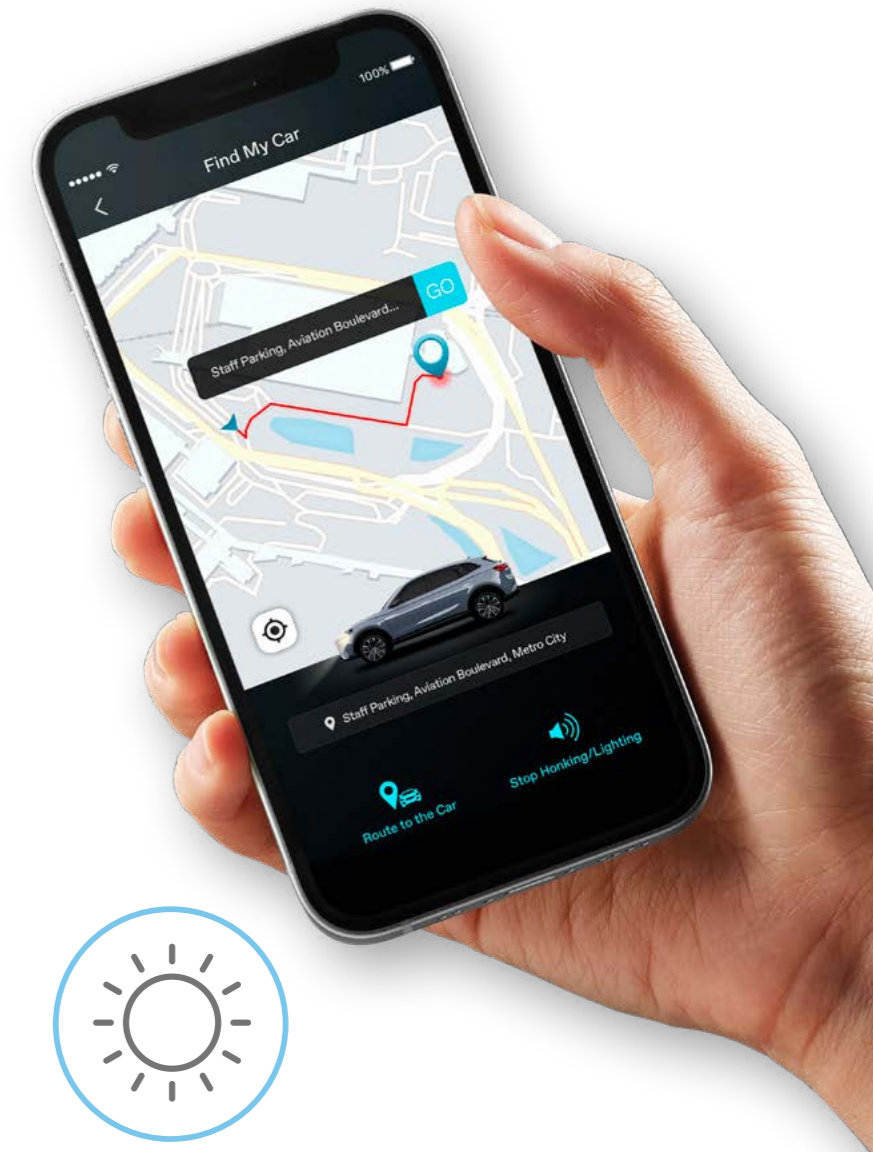 100%
Find My Car
Staff Parking, Aviation Boulevard...
GO
Staff Parking, Aviation Boulevard, Metro City
Route to the Car
Stop Honking/Lighting